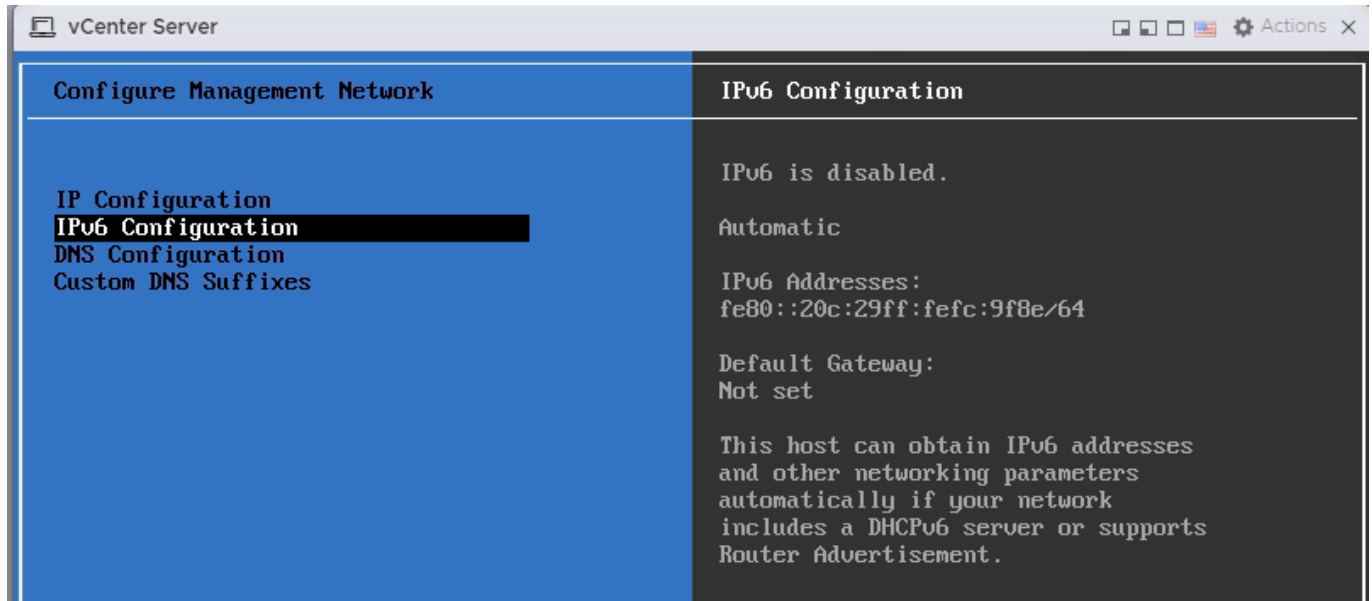 vCenter Server
Actions
Configure Management Network
IP Configuration
IPv6 Configuration
DNS Configuration
Custom DNS Suffixes
IPv6 Configuration
IPv6 is disabled.
Automatic
IPv6 Addresses:
fe80::20c:29ff:fefc:9f8e/64
Default Gateway:
Not set
This host can obtain IPv6 addresses
and other networking parameters
automatically if your network
includes a DHCPv6 server or supports
Router Advertisement.